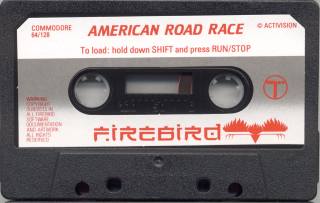 COMMODORE
64/128
AMERICAN ROAD RACE
© ACTIVISION
To load: hold down SHIFT and press RUN/STOP
WARNING
COPYRIGHT
SUBSISTS IN
ALL FIREBIRD
SOFTWARE
DOCUMENTATION
AND ARTWORK
ALL RIGHTS
RESERVED
FIREBIRD